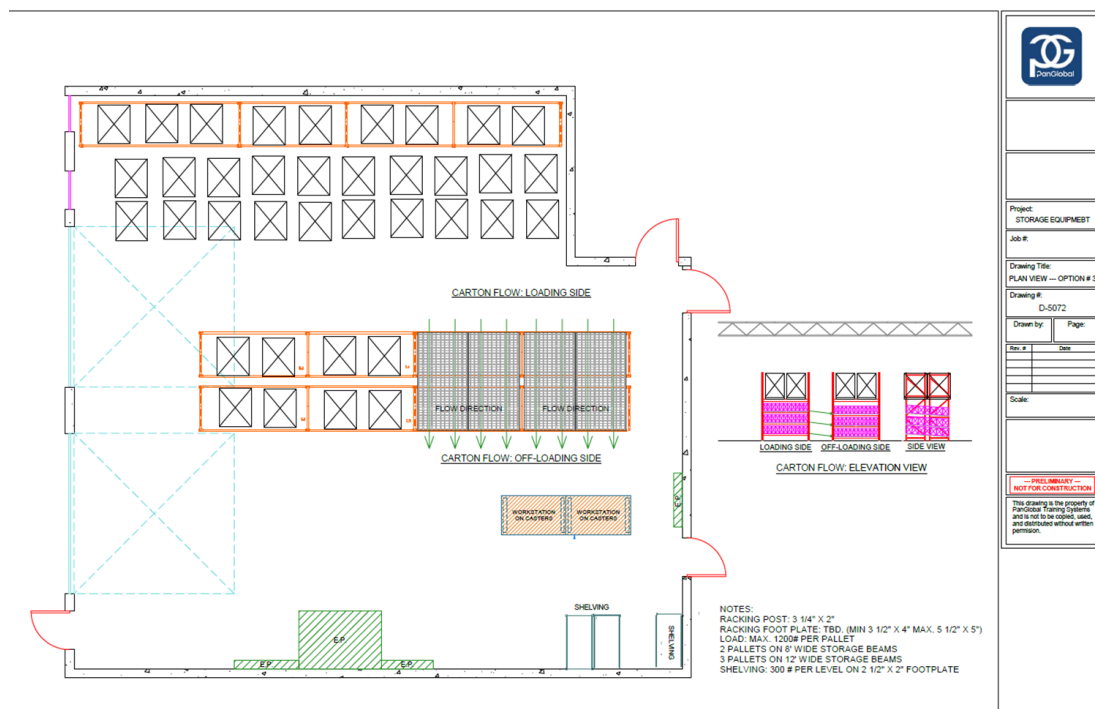 PG
PanGlobal
Project:
STORAGE EQUIPMEBT
Job #:
Drawing Title:
PLAN VIEW --- OPTION # 3
Drawing #:
D-5072
Drawn by:
Page:
Rev. #
Date
Scale:
--- PRELIMINARY ---
NOT FOR CONSTRUCTION
This drawing is the property of
PanGlobal Training Systems
and is not to be copied, used,
and distributed without written
permision.
CARTON FLOW: LOADING SIDE
FLOW DIRECTION
FLOW DIRECTION
CARTON FLOW: OFF-LOADING SIDE
WORKSTATION
ON CASTERS
WORKSTATION
ON CASTERS
E.P.
LOADING SIDE
OFF-LOADING SIDE
SIDE VIEW
CARTON FLOW: ELEVATION VIEW
SHELVING
SHELVING
E.P.
E.P.
E.P.
NOTES:
RACKING POST: 3 1/4" X 2"
RACKING FOOT PLATE: TBD. (MIN 3 1/2" X 4" MAX. 5 1/2" X 5")
LOAD: MAX. 1200# PER PALLET
2 PALLETS ON 8' WIDE STORAGE BEAMS
3 PALLETS ON 12' WIDE STORAGE BEAMS
SHELVING: 300 # PER LEVEL ON 2 1/2" X 2" FOOTPLATE